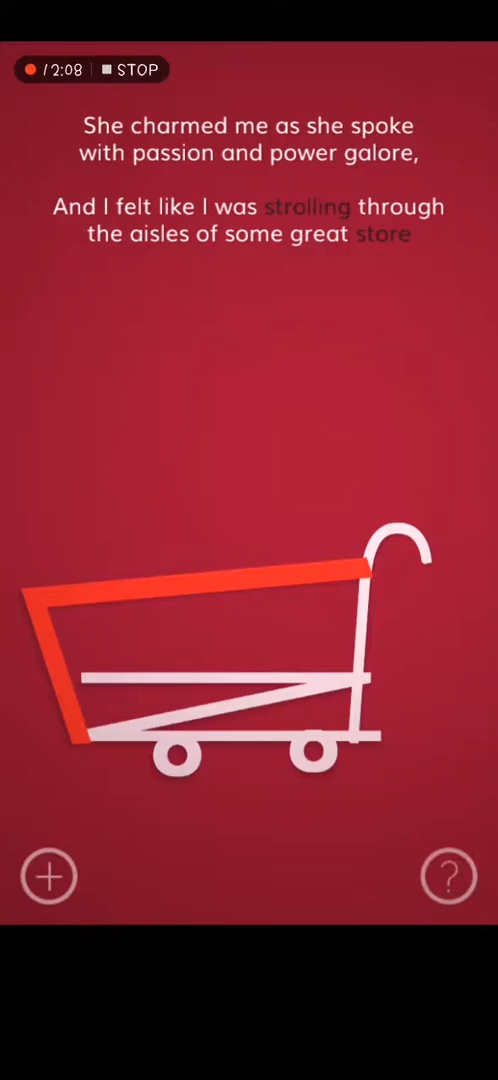 12:08 STOP
She charmed me as she spoke
with passion and power galore,
And I felt like I was strolling through
the aisles of some great store
?